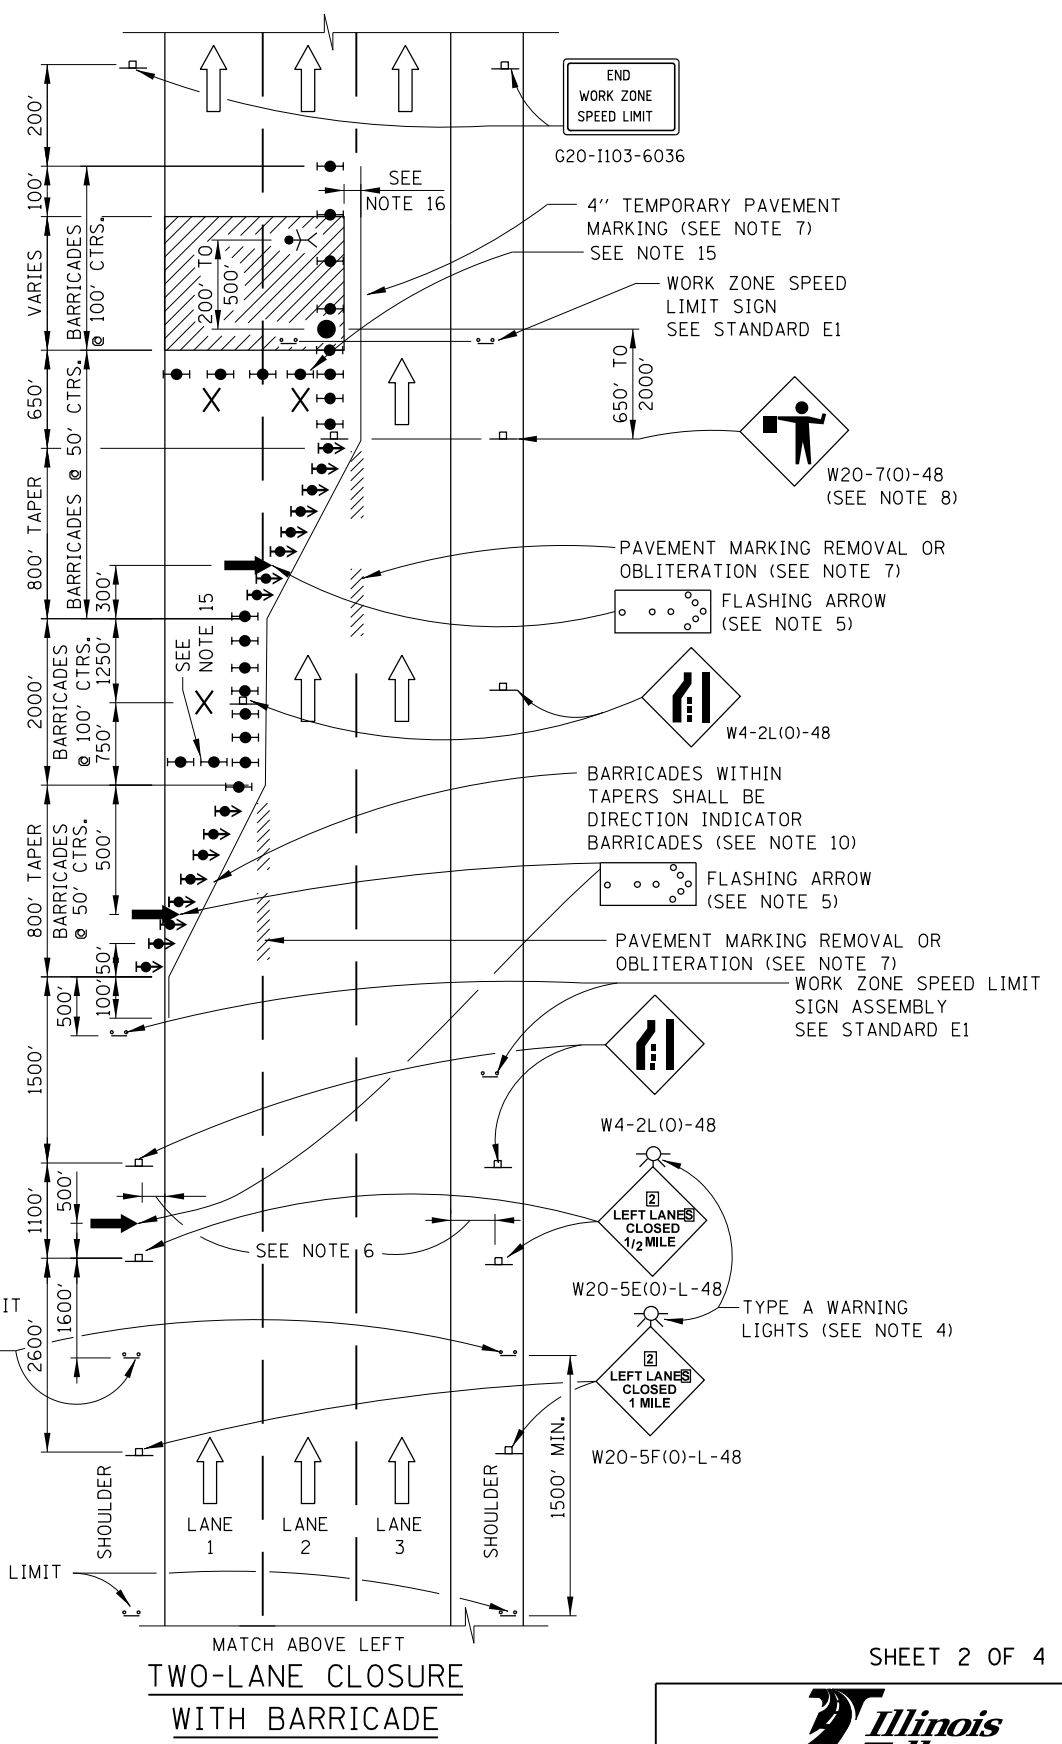 END
WORK ZONE
SPEED LIMIT
G20-I103-6036
200'
100'
SEE
NOTE 16
4'' TEMPORARY PAVEMENT
MARKING (SEE NOTE 7)
SEE NOTE 15
VARIES
BARRICADES
@ 100' CTRS.
200' TO
500'
WORK ZONE SPEED
LIMIT SIGN
SEE STANDARD E1
650'
BARRICADES @ 50' CTRS.
X
X
650' TO
2000'
W20-7(O)-48
(SEE NOTE 8)
800' TAPER
300'
PAVEMENT MARKING REMOVAL OR
OBLITERATION (SEE NOTE 7)
FLASHING ARROW
(SEE NOTE 5)
2000'
BARRICADES
@ 100' CTRS.
1250'
750'
SEE
NOTE 15
X
W4-2L(O)-48
BARRICADES WITHIN
TAPERS SHALL BE
DIRECTION INDICATOR
BARRICADES (SEE NOTE 10)
800' TAPER
BARRICADES
@ 50' CTRS.
500'
50'
100'
FLASHING ARROW
(SEE NOTE 5)
PAVEMENT MARKING REMOVAL OR
OBLITERATION (SEE NOTE 7)
WORK ZONE SPEED LIMIT
SIGN ASSEMBLY
SEE STANDARD E1
500'
1500'
W4-2L(O)-48
1100'
500'
2
LEFT LANES
CLOSED
1/2 MILE
SEE NOTE 6
W20-5E(O)-L-48
IT
2600'
1600'
TYPE A WARNING
LIGHTS (SEE NOTE 4)
2
LEFT LANES
CLOSED
1 MILE
W20-5F(O)-L-48
1500' MIN.
SHOULDER
LANE
1
LANE
2
LANE
3
SHOULDER
LIMIT
MATCH ABOVE LEFT
TWO-LANE CLOSURE
WITH BARRICADE
SHEET 2 OF 4
Illinois